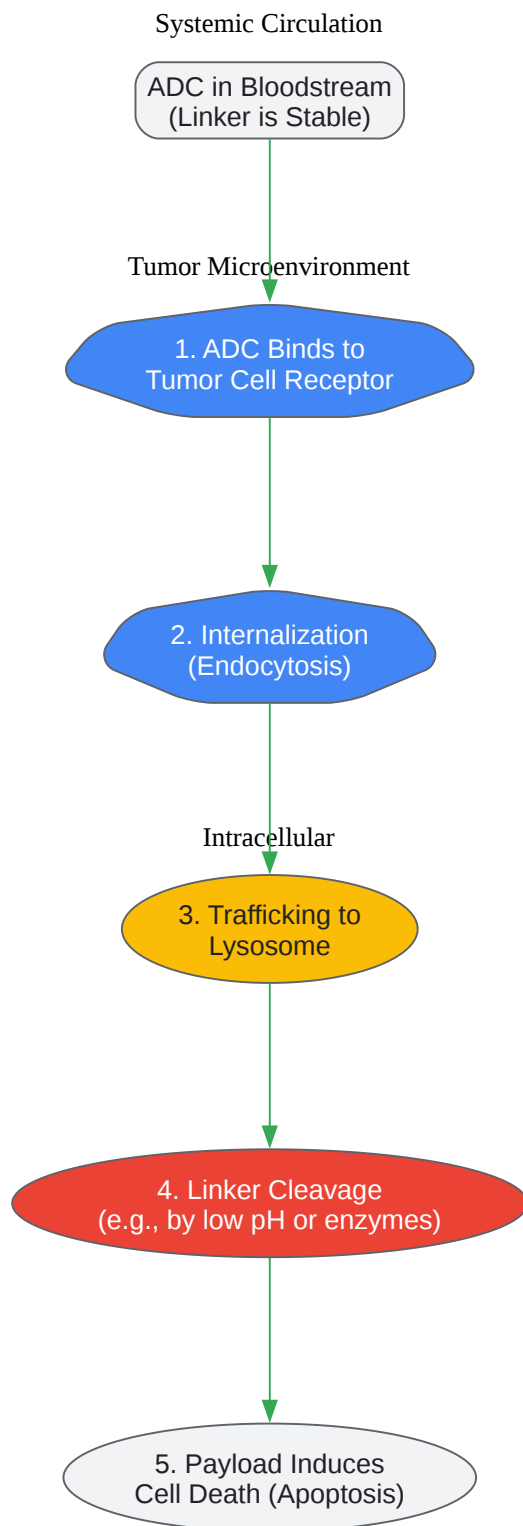 Systemic Circulation
ADC in Bloodstream
(Linker is Stable)
Tumor Microenvironment
1. ADC Binds to
Tumor Cell Receptor
2. Internalization
(Endocytosis)
Intracellular
3. Trafficking to
Lysosome
4. Linker Cleavage
(e.g., by low pH or enzymes)
5. Payload Induces
Cell Death (Apoptosis)